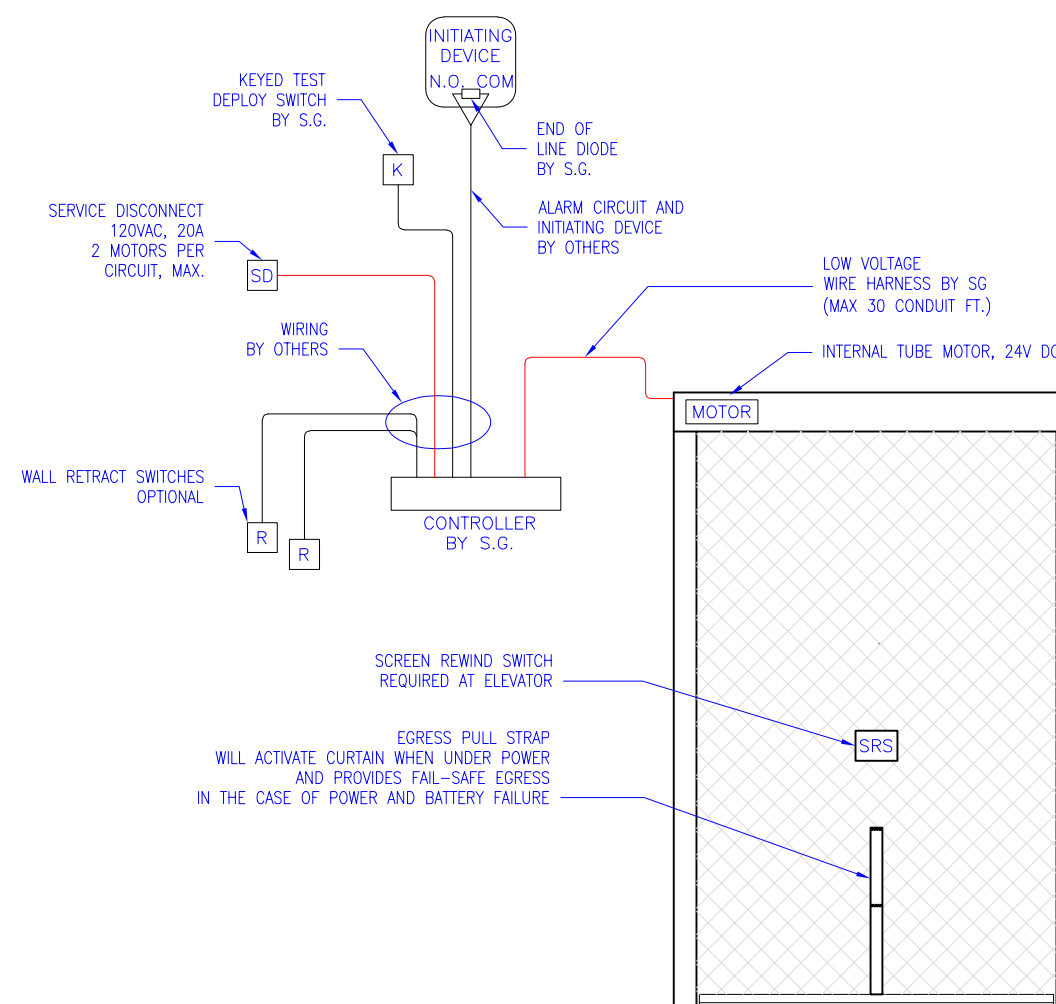 INITIATING
DEVICE
N.O. COM
KEYED TEST
DEPLOY SWITCH
BY S.G.
K
END OF
LINE DIODE
BY S.G.
SERVICE DISCONNECT
120VAC, 20A
2 MOTORS PER
CIRCUIT, MAX.
SD
ALARM CIRCUIT AND
INITIATING DEVICE
BY OTHERS
LOW VOLTAGE
WIRE HARNESS BY SG
(MAX 30 CONDUIT FT.)
WIRING
BY OTHERS
INTERNAL TUBE MOTOR, 24V DC
MOTOR
WALL RETRACT SWITCHES
OPTIONAL
R
R
CONTROLLER
BY S.G.
SCREEN REWIND SWITCH
REQUIRED AT ELEVATOR
SRS
EGRESS PULL STRAP
WILL ACTIVATE CURTAIN WHEN UNDER POWER
AND PROVIDES FAIL-SAFE EGRESS
IN THE CASE OF POWER AND BATTERY FAILURE